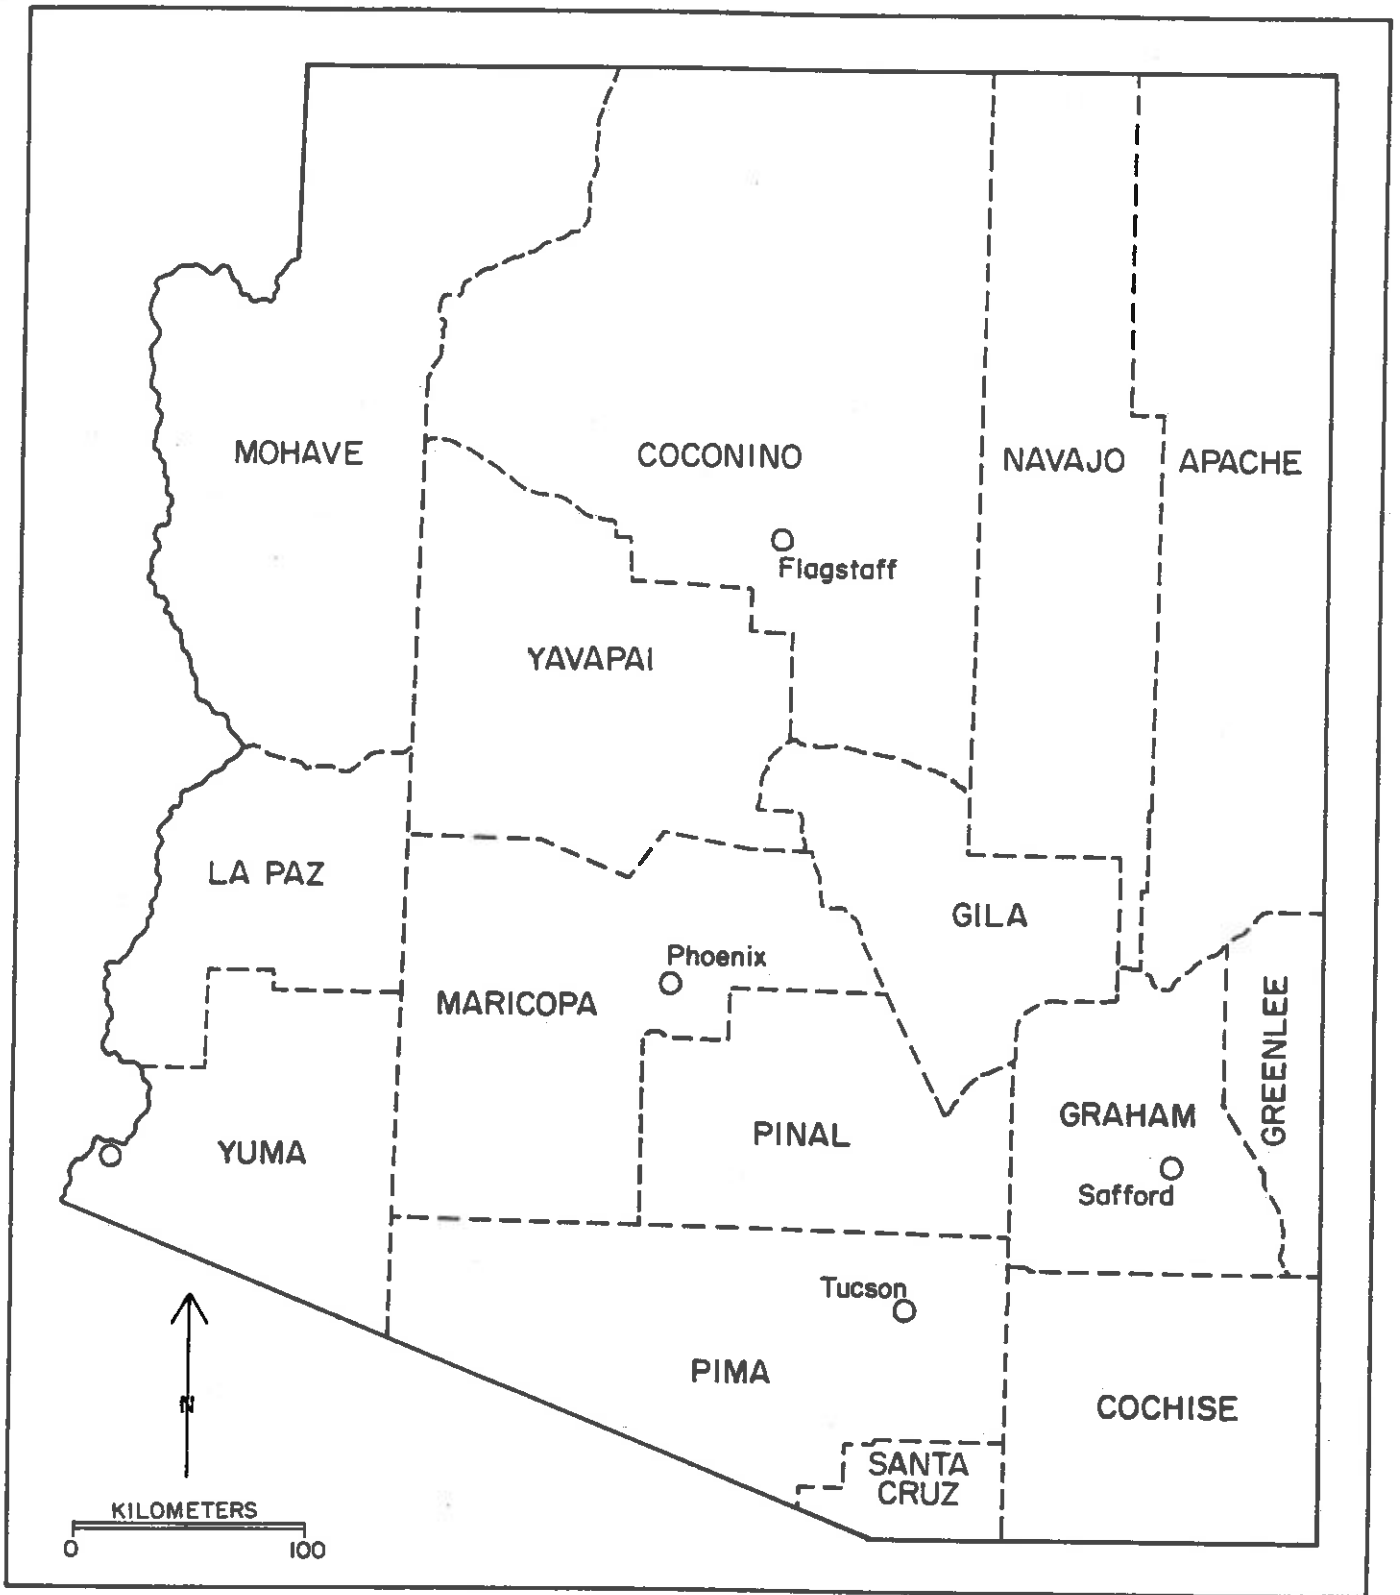 MOHAVE
COCONINO
NAVAJO
APACHE
Flagstaff
YAVAPAI
LA PAZ
GILA
Phoenix
MARICOPA
GREENLEE
GRAHAM
PINAL
YUMA
Safford
Tucson
PIMA
N
COCHISE
SANTA
CRUZ
KILOMETERS
0 100